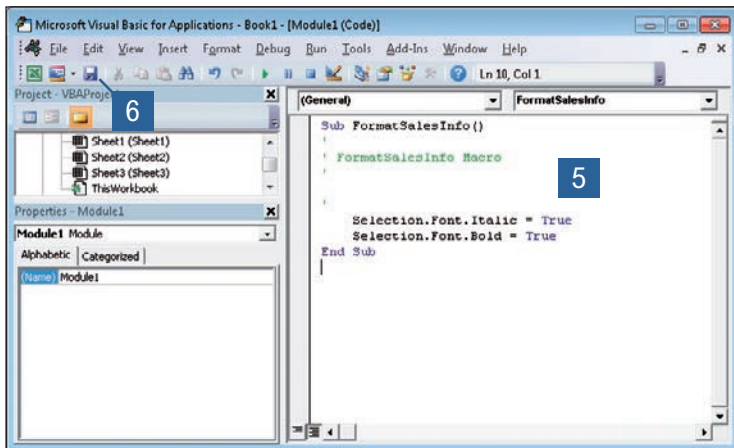 Microsoft Visual Basic for Applications - Book1 - [Module1 (Code)]
File Edit View Insert Format Debug Run Tools Add-Ins Window Help
Ln 10, Col 1
Project - VBAProje
6
Sheet1 (Sheet1)
Sheet2 (Sheet2)
Sheet3 (Sheet3)
ThisWorkbook
Properties - Module1
Module1 Module
Alphabetic Categorized
(Name) Module1
(General) FormatSalesInfo
Sub FormatSalesInfo()
'
' FormatSalesInfo Macro
'
5
'
Selection.Font.Italic = True
Selection.Font.Bold = True
End Sub